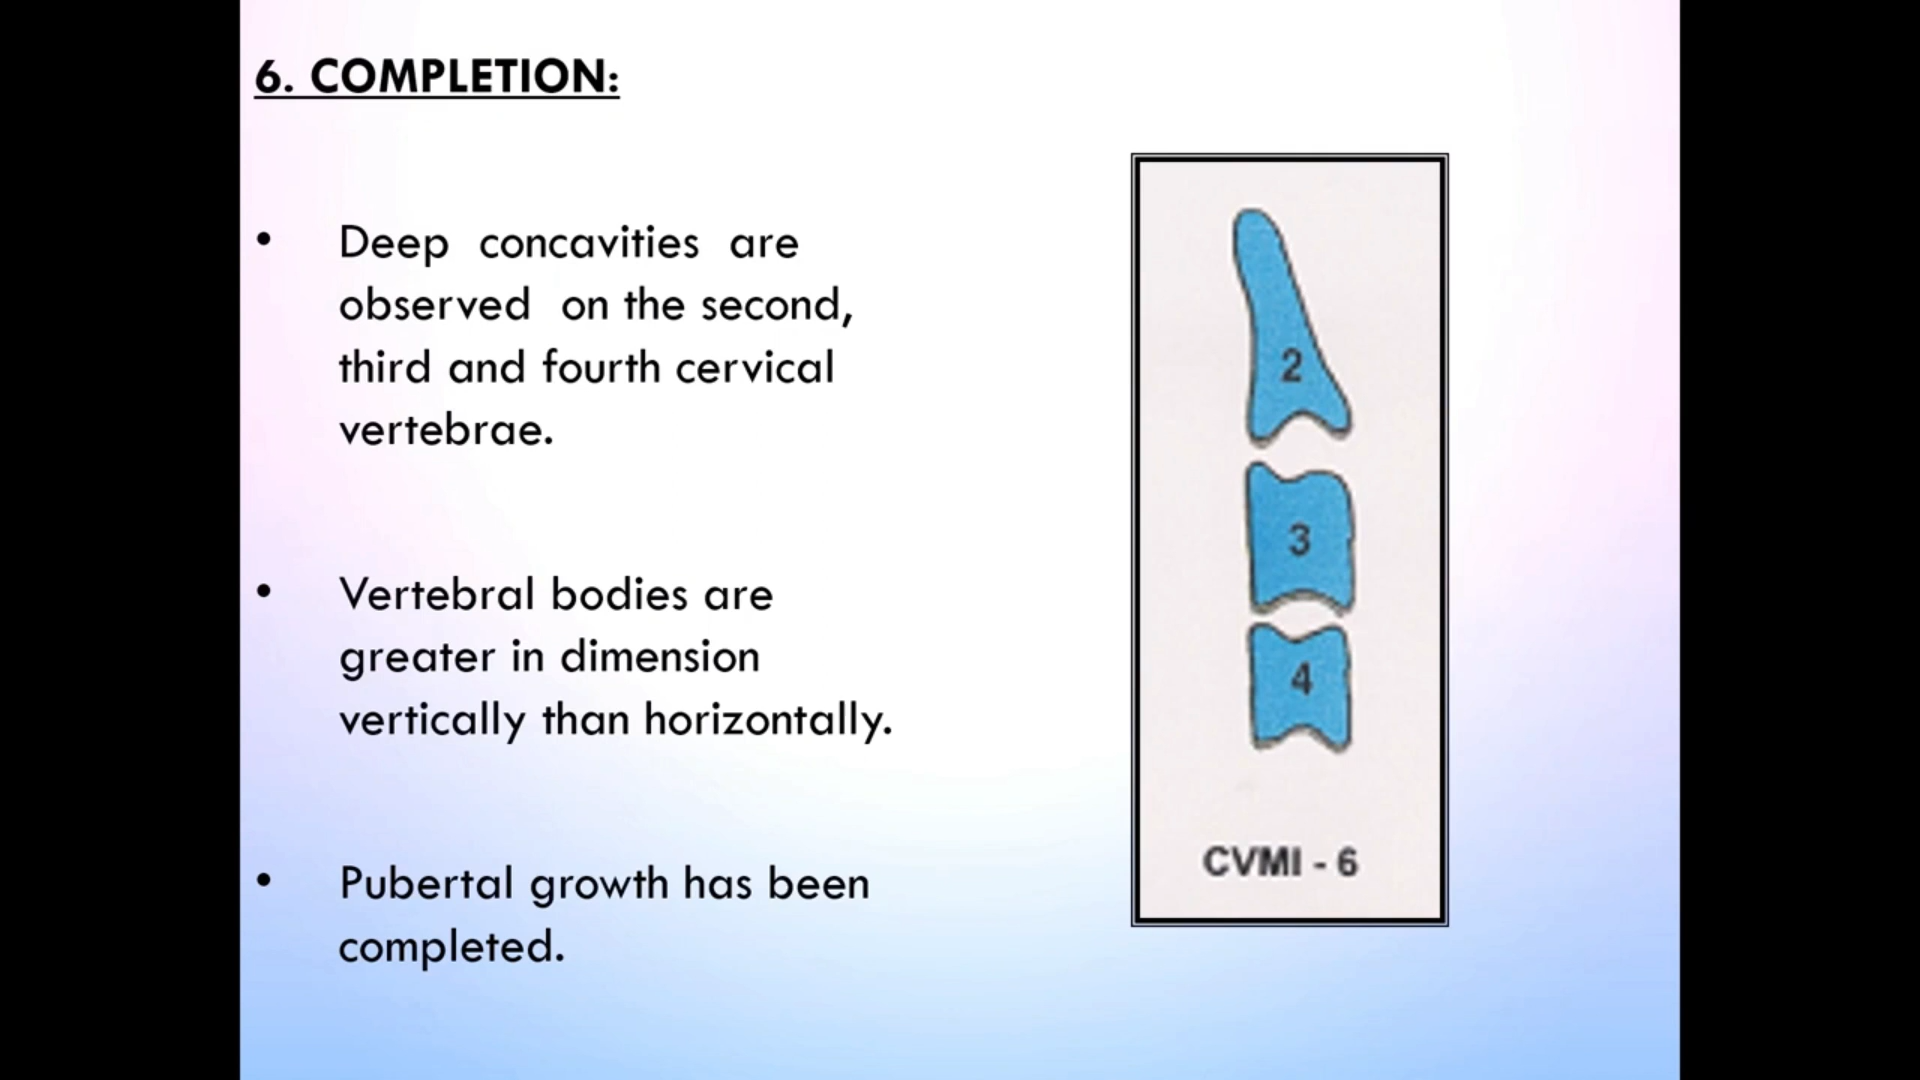 6. COMPLETION:
• Deep concavities are
observed on the second,
third and fourth cervical
vertebrae.
• Vertebral bodies are
greater in dimension
vertically than horizontally.
• Pubertal growth has been
completed.
2
3
4
CVMI - 6